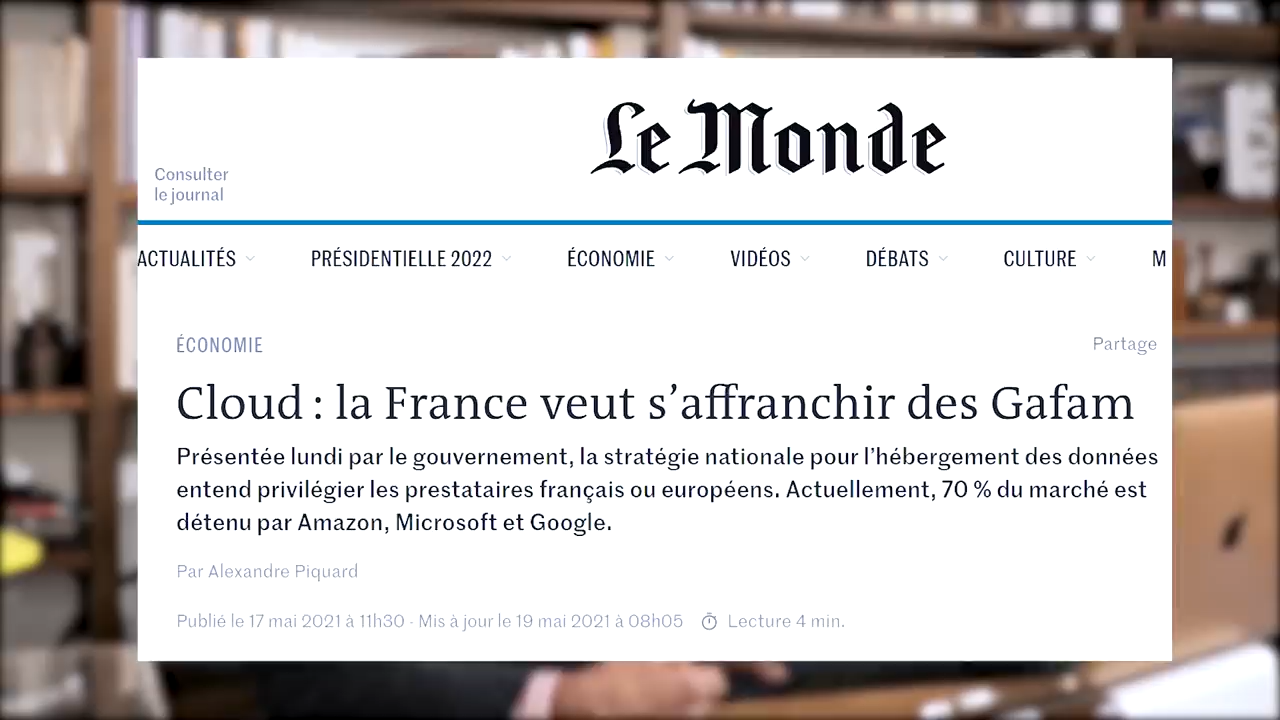 Le Monde
Consulter
le journal
ACTUALITÉS
PRÉSIDENTIELLE 2022
ÉCONOMIE
VIDÉOS
DÉBATS
CULTURE
M
ÉCONOMIE
Partage
Cloud : la France veut s’affranchir des Gafam
Présentée lundi par le gouvernement, la stratégie nationale pour l’hébergement des données
entend privilégier les prestataires français ou européens. Actuellement, 70 % du marché est
détenu par Amazon, Microsoft et Google.
Par Alexandre Piquard
Publié le 17 mai 2021 à 11h30 - Mis à jour le 19 mai 2021 à 08h05 Lecture 4 min.